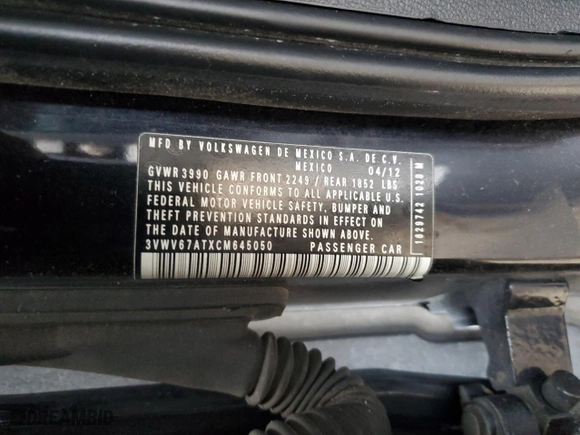 MFD BY VOLKSWAGEN DE MEXICO S.A. DE C.V.
MEXICO 04/12
GVWR 3990 GAWR FRONT 2249 / REAR 1852 LBS
THIS VEHICLE CONFORMS TO ALL APPLICABLE U.S.
FEDERAL MOTOR VEHICLE SAFETY, BUMPER AND
THEFT PREVENTION STANDARDS IN EFFECT ON
THE DATE OF MANUFACTURE SHOWN ABOVE.
3VWV67ATXCM645050 PASSENGER CAR
1629742 1028 M
DREAMBID